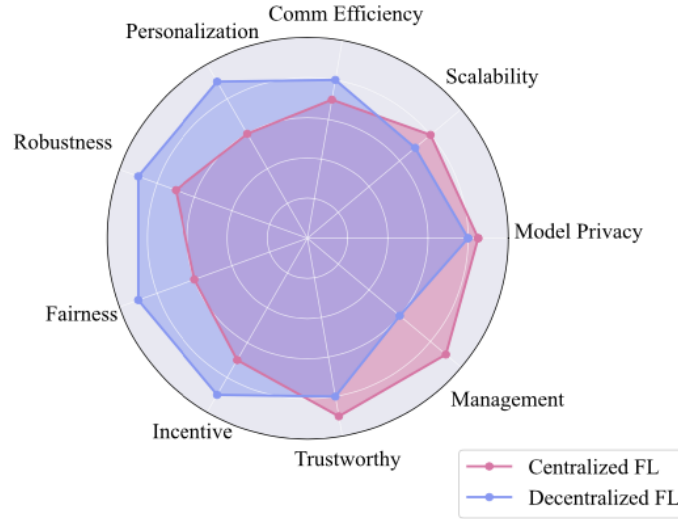 Comm Efficiency
Personalization
Scalability
Robustness
Model Privacy
Fairness
Management
Incentive
Trustworthy
Centralized FL
Decentralized FL